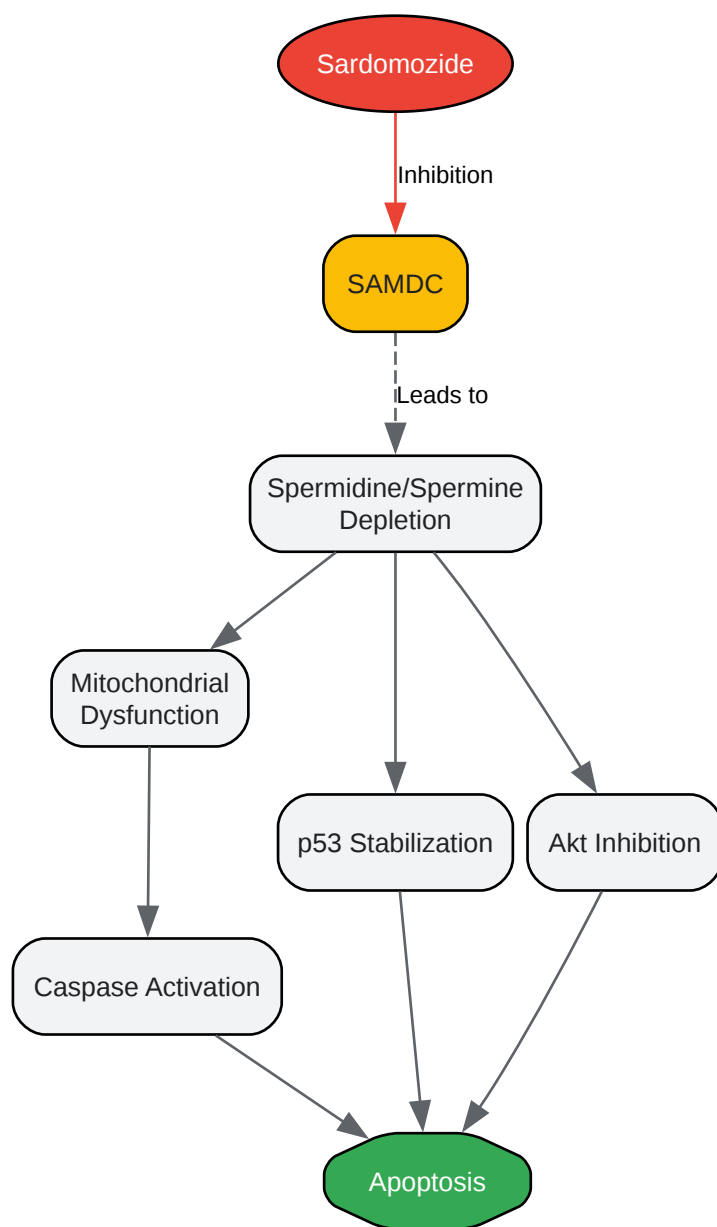 Sardomozide
Inhibition
SAMDC
Leads to
Spermidine/Spermine
Depletion
Mitochondrial
Dysfunction
p53 Stabilization
Akt Inhibition
Caspase Activation
Apoptosis